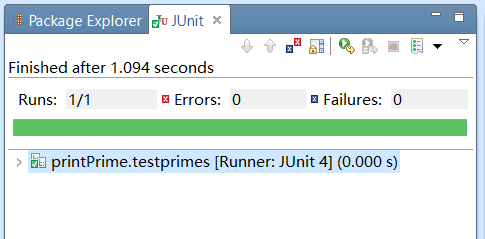 Package Explorer JUnit
Finished after 1.094 seconds
Runs: 1/1 Errors: 0 Failures: 0
printPrime.testprimes [Runner: JUnit 4] (0.000 s)